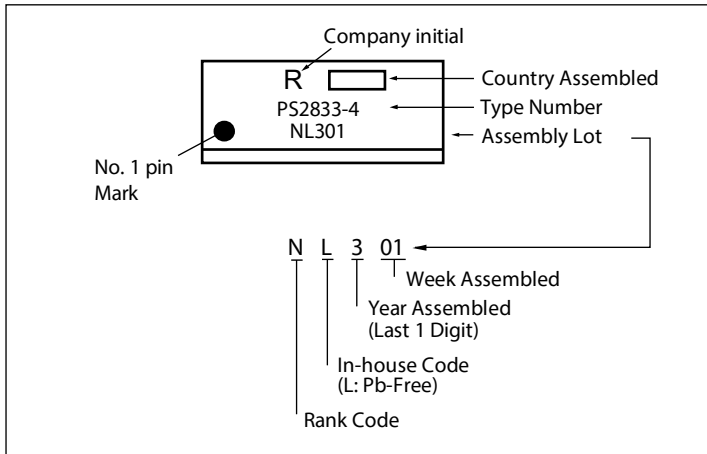 Company initial
R
Country Assembled
PS2833-4
Type Number
NL301
Assembly Lot
No. 1 pin
Mark
N L 3 01
Week Assembled
Year Assembled
(Last 1 Digit)
In-house Code
(L: Pb-Free)
Rank Code